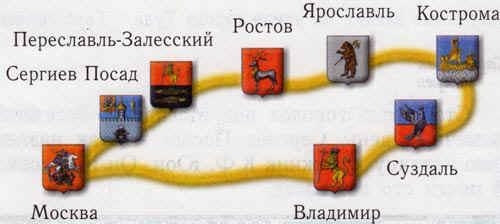 Ярославль
Кострома
Ростов
Переславль-Залесский
Сергиев Посад
Суздаль
Москва
Владимир